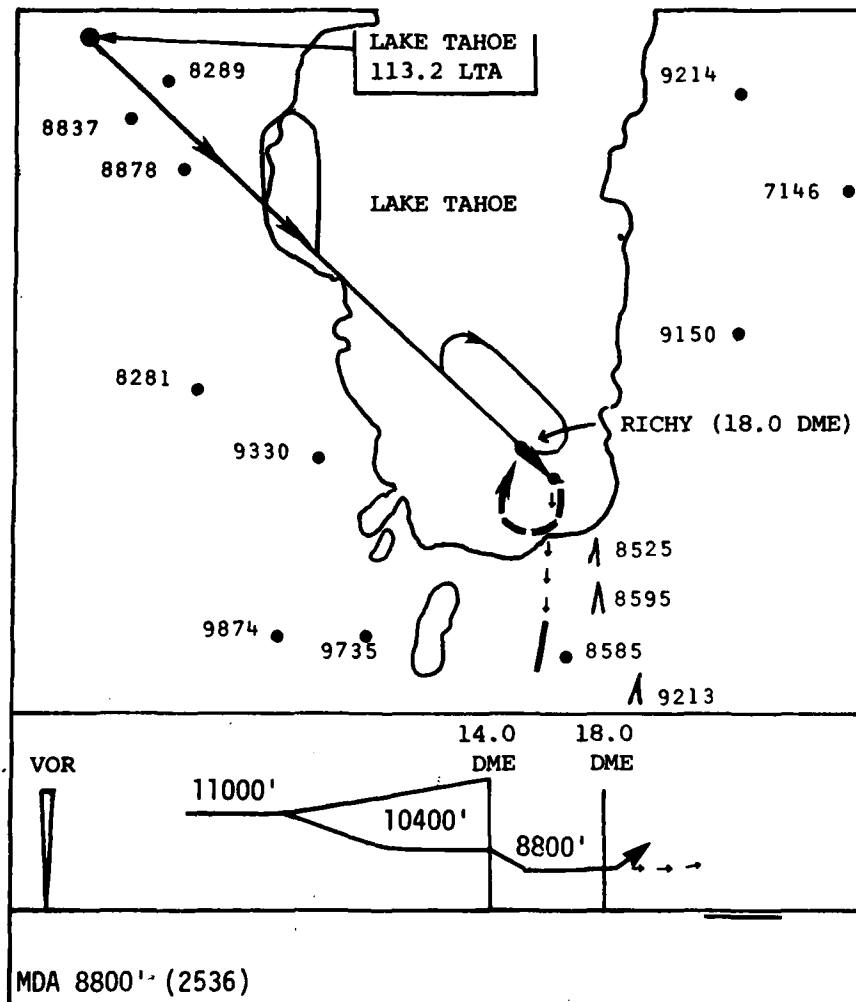 LAKE TAHOE
113.2 LTA
8289
9214
8837
8878
7146
LAKE TAHOE
9150
8281
RICHY (18.0 DME)
9330
8525
8595
9874
9735
8585
9213
14.0
DME
18.0
DME
VOR
11000'
10400'
8800'
MDA 8800' (2536)